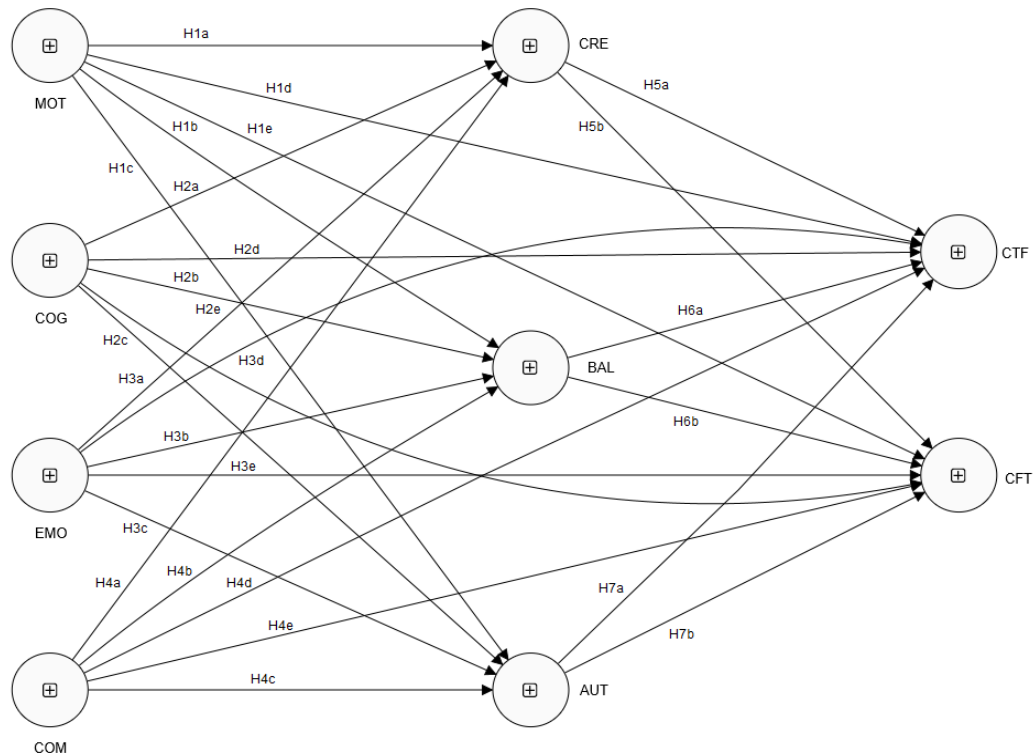 H1a
CRE
MOT
H1d
H5a
H1b
H1e
H5b
H1c
H2a
H2d
CTF
H2b
H2e
H6a
COG
H2c
H3d
H3a
BAL
H6b
H3b
H3e
CFT
EMO
H3c
H4a
H4b
H4d
H7a
H4e
H7b
H4c
AUT
COM